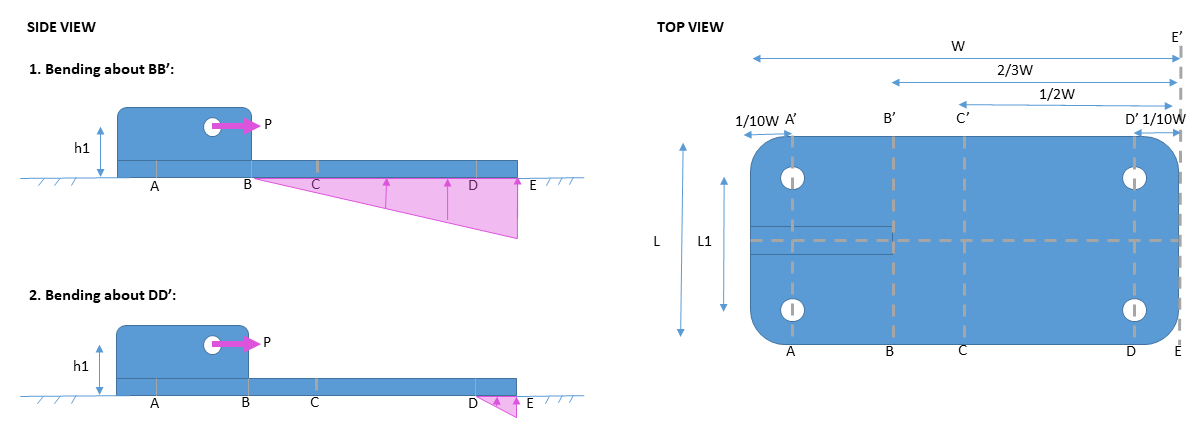 SIDE VIEW
1. Bending about BB’:
P
h1
A
B
C
D
E
2. Bending about DD’:
P
h1
A
B
C
D
E
TOP VIEW
E’
W
2/3W
1/2W
1/10W A’
B’
C’
D’ 1/10W
L
L1
A
B
C
D
E